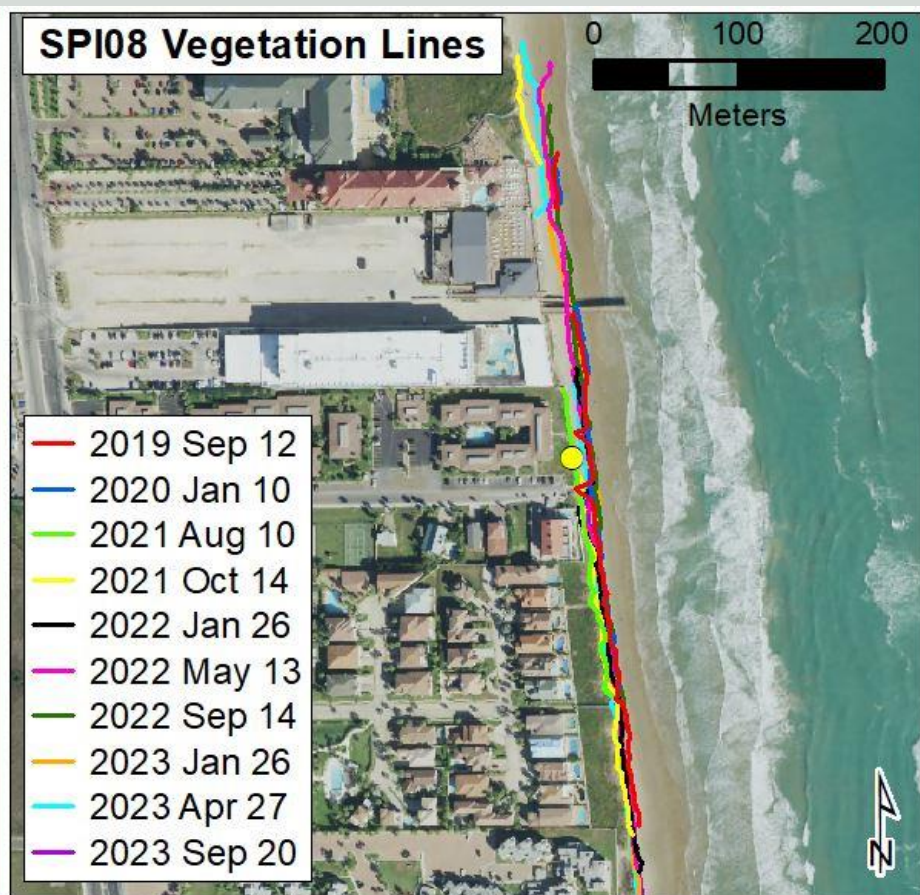 SPI08 Vegetation Lines
0 100 200
Meters
2019 Sep 12
2020 Jan 10
2021 Aug 10
2021 Oct 14
2022 Jan 26
2022 May 13
2022 Sep 14
2023 Jan 26
2023 Apr 27
2023 Sep 20
N